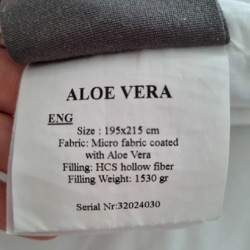 ALOE VERA
ENG
Size : 195x215 cm
Fabric: Micro fabric coated
with Aloe Vera
Filling: HCS hollow fiber
Filling Weight: 1530 gr
Serial Nr:32024030